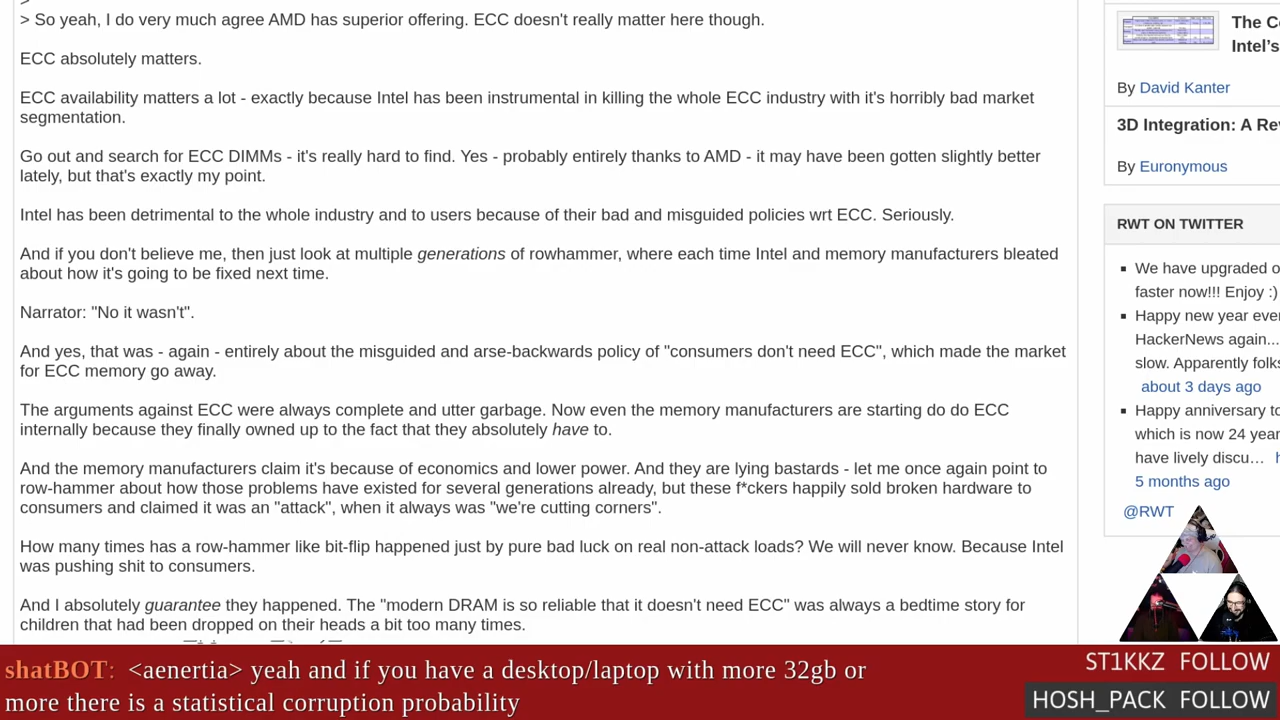 > So yeah, I do very much agree AMD has superior offering. ECC doesn't really matter here though.
ECC absolutely matters.
ECC availability matters a lot - exactly because Intel has been instrumental in killing the whole ECC industry with it's horribly bad market
segmentation.
Go out and search for ECC DIMMs - it's really hard to find. Yes - probably entirely thanks to AMD - it may have been gotten slightly better
lately, but that's exactly my point.
Intel has been detrimental to the whole industry and to users because of their bad and misguided policies wrt ECC. Seriously.
And if you don't believe me, then just look at multiple generations of rowhammer, where each time Intel and memory manufacturers bleated
about how it's going to be fixed next time.
Narrator: "No it wasn't".
And yes, that was - again - entirely about the misguided and arse-backwards policy of "consumers don't need ECC", which made the market
for ECC memory go away.
The arguments against ECC were always complete and utter garbage. Now even the memory manufacturers are starting do do ECC
internally because they finally owned up to the fact that they absolutely have to.
And the memory manufacturers claim it's because of economics and lower power. And they are lying bastards - let me once again point to
row-hammer about how those problems have existed for several generations already, but these f*ckers happily sold broken hardware to
consumers and claimed it was an "attack", when it always was "we're cutting corners".
How many times has a row-hammer like bit-flip happened just by pure bad luck on real non-attack loads? We will never know. Because Intel
was pushing shit to consumers.
And I absolutely guarantee they happened. The "modern DRAM is so reliable that it doesn't need ECC" was always a bedtime story for
children that had been dropped on their heads a bit too many times.
The
Intel's
By David Kanter
3D Integration: A
By Euronymous
RWT ON TWITTER
We have upgraded
faster now!!! Enjoy :)
Happy new year
HackerNews again...
slow. Apparently
about 3 days ago
Happy anniversary
which is now 24
have lively discu…
5 months ago
@RWT
shatBOT: <aenertia> yeah and if you have a desktop/laptop with more 32gb or
more there is a statistical corruption probability
ST1KKZ FOLLOW
HOSH_PACK FOLLOW